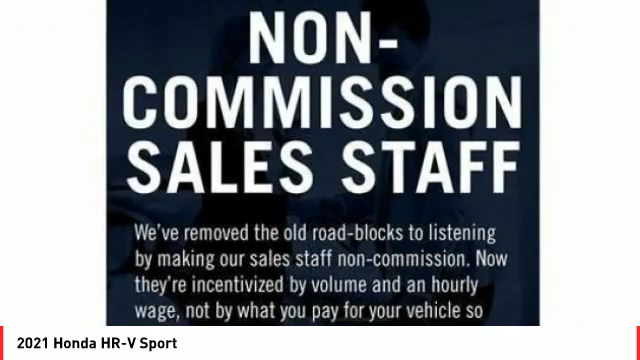 NON-
COMMISSION
SALES STAFF
We've removed the old road-blocks to listening
by making our sales staff non-commission. Now
they're incentivized by volume and an hourly
wage, not by what you pay for your vehicle so
2021 Honda HR-V Sport